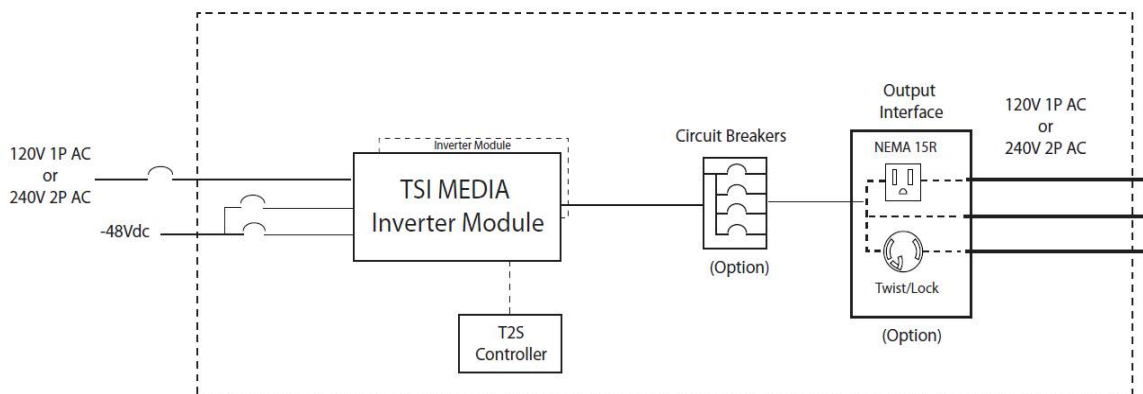 120V 1P AC
or
240V 2P AC
-48Vdc
Inverter Module
TSI MEDIA
Inverter Module
T2S
Controller
Circuit Breakers
(Option)
Output
Interface
NEMA 15R
Twist/Lock
(Option)
120V 1P AC
or
240V 2P AC